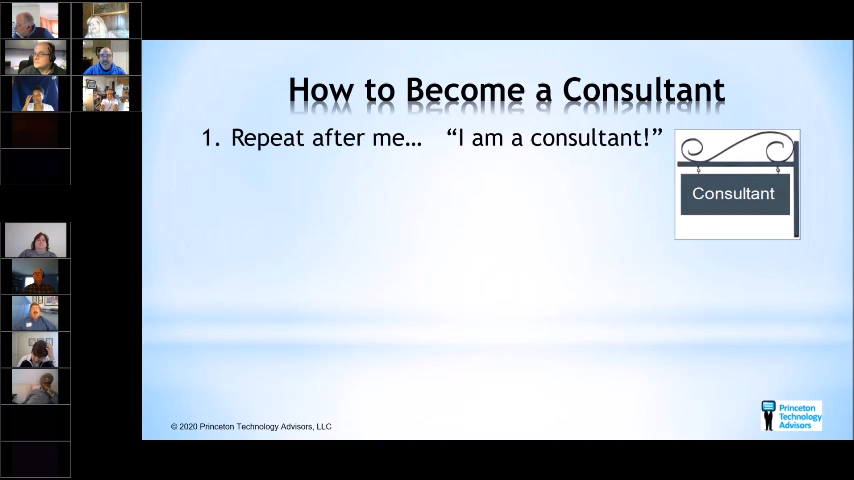 How to Become a Consultant
1. Repeat after me... “I am a consultant!”
Consultant
© 2020 Princeton Technology Advisors, LLC
Princeton
Technology
Advisors